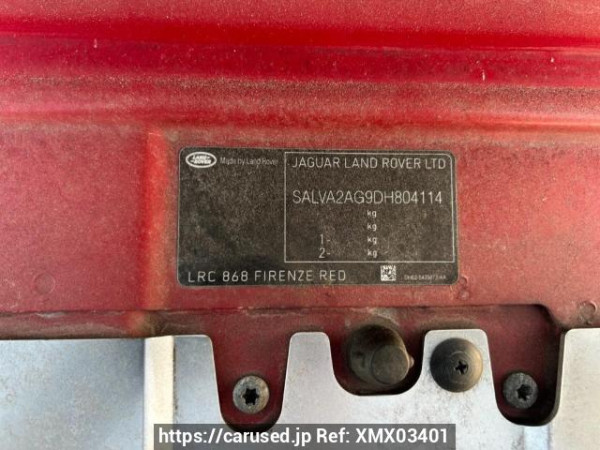 LAND ROVER
Made by Land Rover
JAGUAR LAND ROVER LTD
SALVA2AG9DH804114
kg
kg
1- kg
2- kg
LRC 868 FIRENZE RED
https://carused.jp Ref: XMX03401